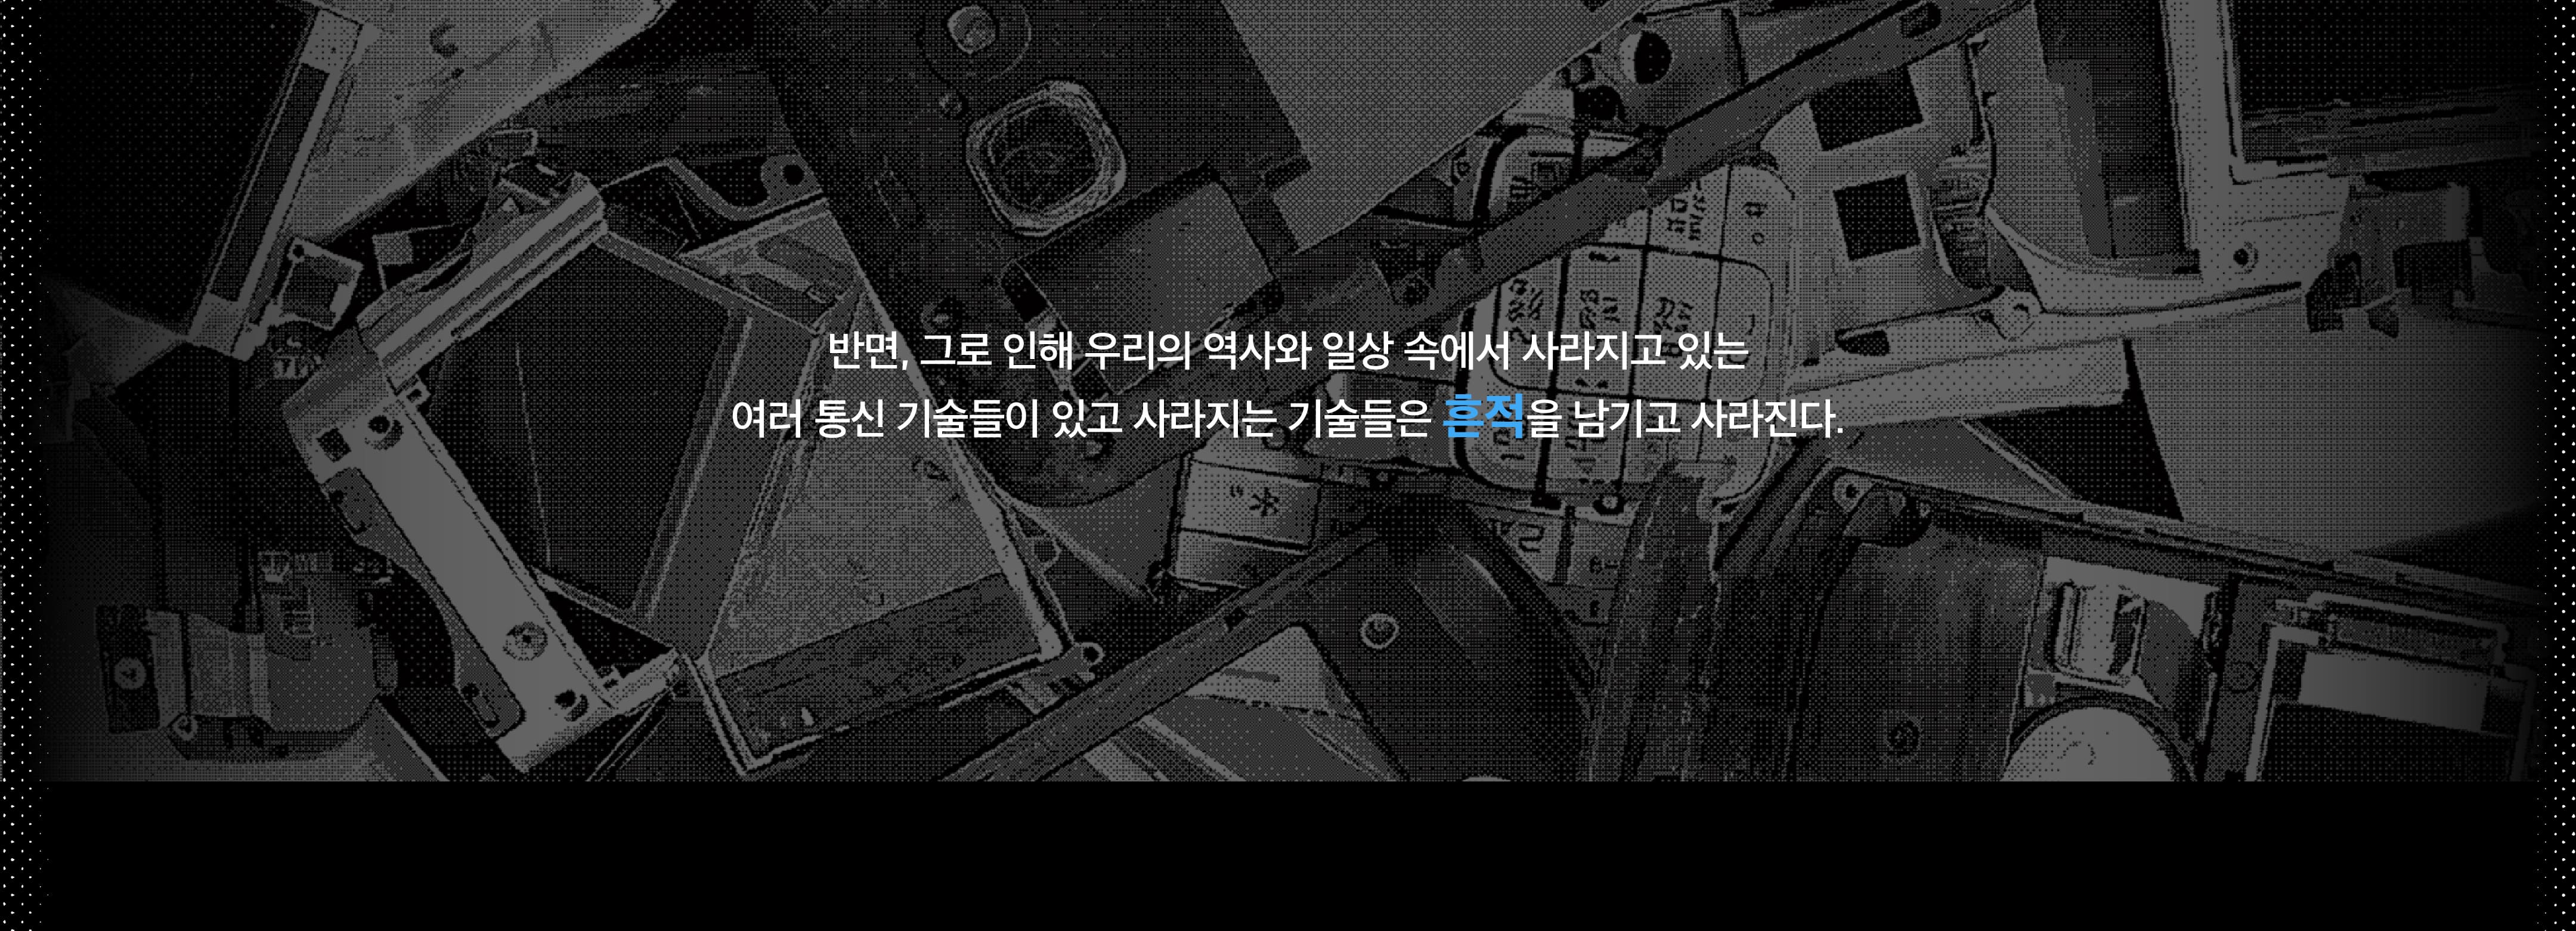 반면, 그로 인해 우리의 역사와 일상 속에서 사라지고 있는
여러 통신 기술들이 있고 사라지는 기술들은 흔적을 남기고 사라진다.